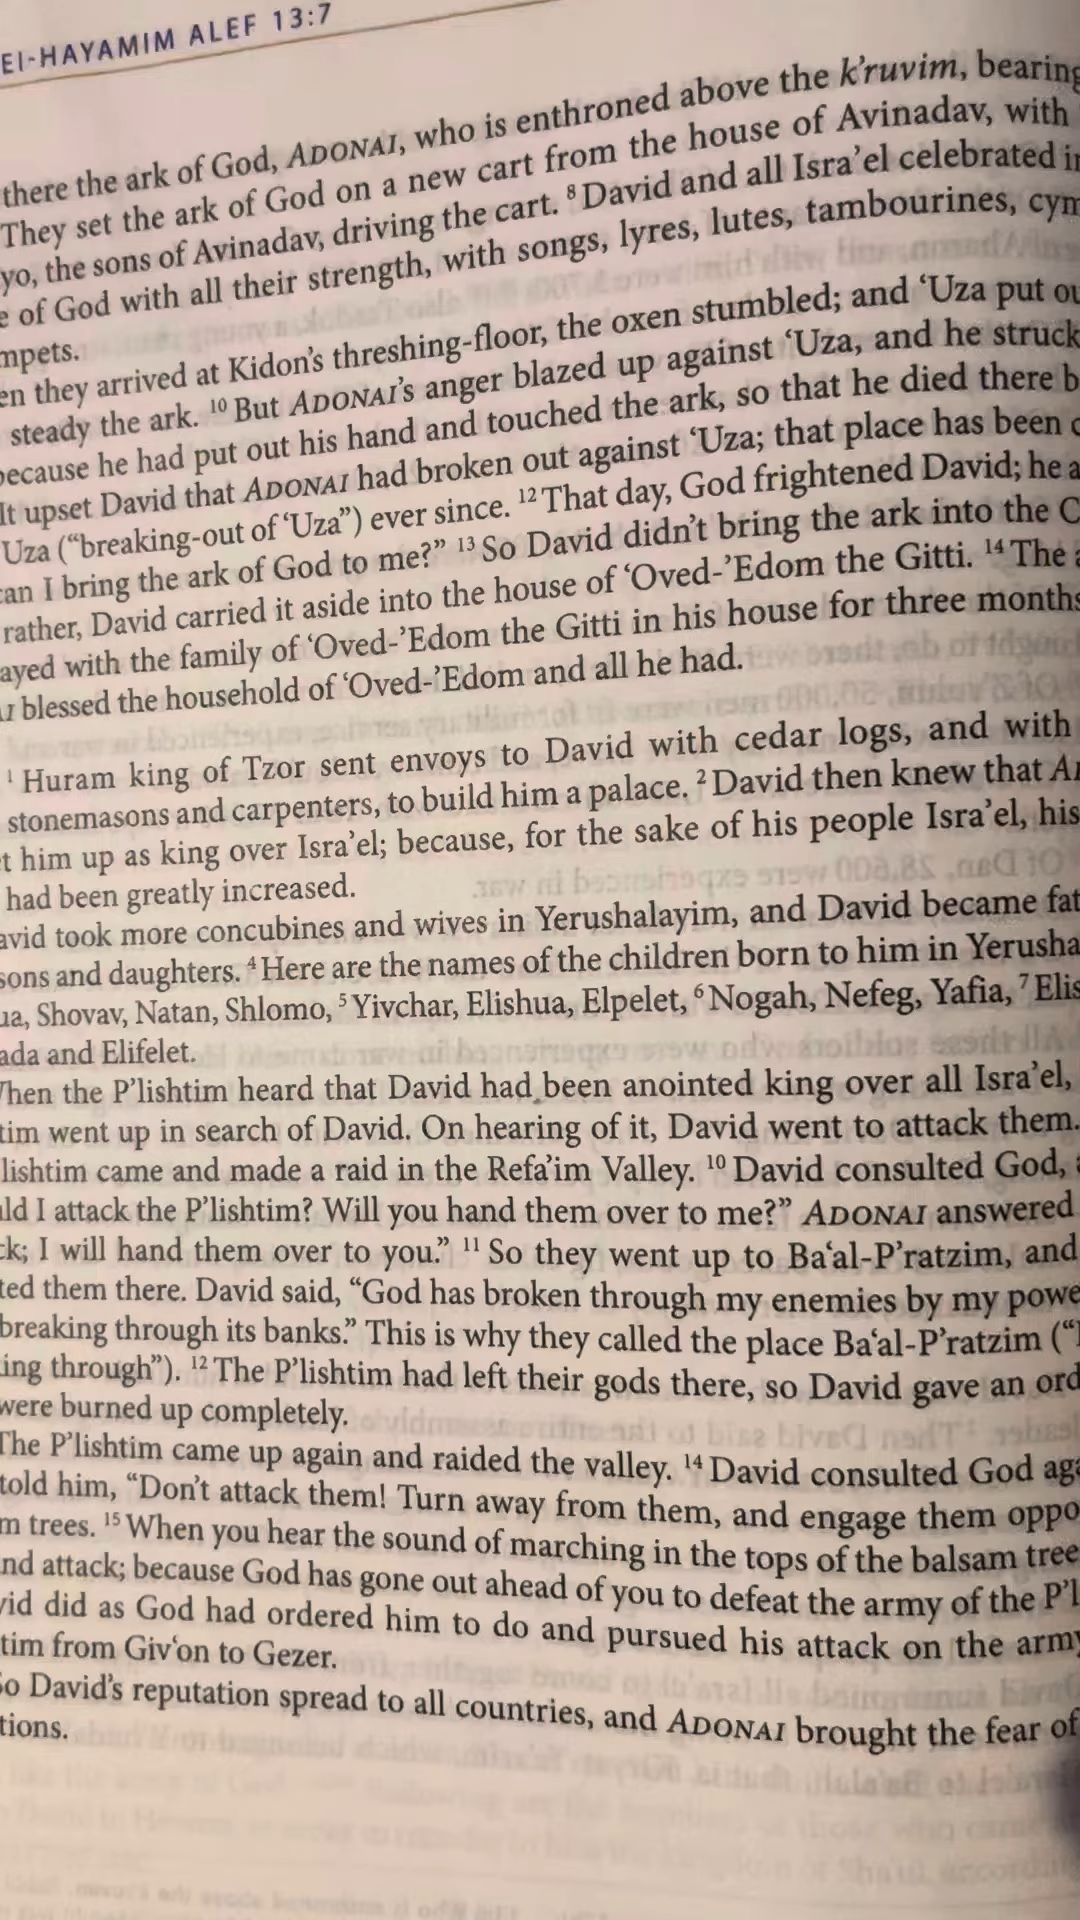 EI-HAYAMIM ALEF 13:7
there the ark of God, ADONAI, who is enthroned above the k’ruvim, bearing
They set the ark of God on a new cart from the house of Avinadav, with
yo, the sons of Avinadav, driving the cart. 8 David and all Isra’el celebrated in
e of God with all their strength, with songs, lyres, lutes, tambourines, cym
mpets.
en they arrived at Kidon’s threshing-floor, the oxen stumbled; and ‘Uza put ou
steady the ark. 10 But ADONAI’s anger blazed up against ‘Uza, and he struck
because he had put out his hand and touched the ark, so that he died there b
It upset David that ADONAI had broken out against ‘Uza; that place has been c
Uza (“breaking-out of ‘Uza”) ever since. 12 That day, God frightened David; he a
can I bring the ark of God to me?” 13 So David didn’t bring the ark into the C
rather, David carried it aside into the house of ‘Oved-’Edom the Gitti. 14 The a
ayed with the family of ‘Oved-’Edom the Gitti in his house for three months
AI blessed the household of ‘Oved-’Edom and all he had.
1 Huram king of Tzor sent envoys to David with cedar logs, and with
stonemasons and carpenters, to build him a palace. 2 David then knew that AD
t him up as king over Isra’el; because, for the sake of his people Isra’el, his
had been greatly increased.
avid took more concubines and wives in Yerushalayim, and David became fat
sons and daughters. 4 Here are the names of the children born to him in Yerusha
ua, Shovav, Natan, Shlomo, 5 Yivchar, Elishua, Elpelet, 6 Nogah, Nefeg, Yafia, 7 Elis
ada and Elifelet.
When the P’lishtim heard that David had been anointed king over all Isra’el,
tim went up in search of David. On hearing of it, David went to attack them.
lishtim came and made a raid in the Refa’im Valley. 10 David consulted God, a
uld I attack the P’lishtim? Will you hand them over to me?” ADONAI answered
ck; I will hand them over to you.” 11 So they went up to Ba‘al-P’ratzim, and
ted them there. David said, “God has broken through my enemies by my powe
breaking through its banks.” This is why they called the place Ba‘al-P’ratzim (“
ing through”). 12 The P’lishtim had left their gods there, so David gave an ord
were burned up completely.
The P’lishtim came up again and raided the valley. 14 David consulted God aga
told him, “Don’t attack them! Turn away from them, and engage them oppo
m trees. 15 When you hear the sound of marching in the tops of the balsam tree
nd attack; because God has gone out ahead of you to defeat the army of the P’l
vid did as God had ordered him to do and pursued his attack on the army
tim from Giv‘on to Gezer.
So David’s reputation spread to all countries, and ADONAI brought the fear of
tions.